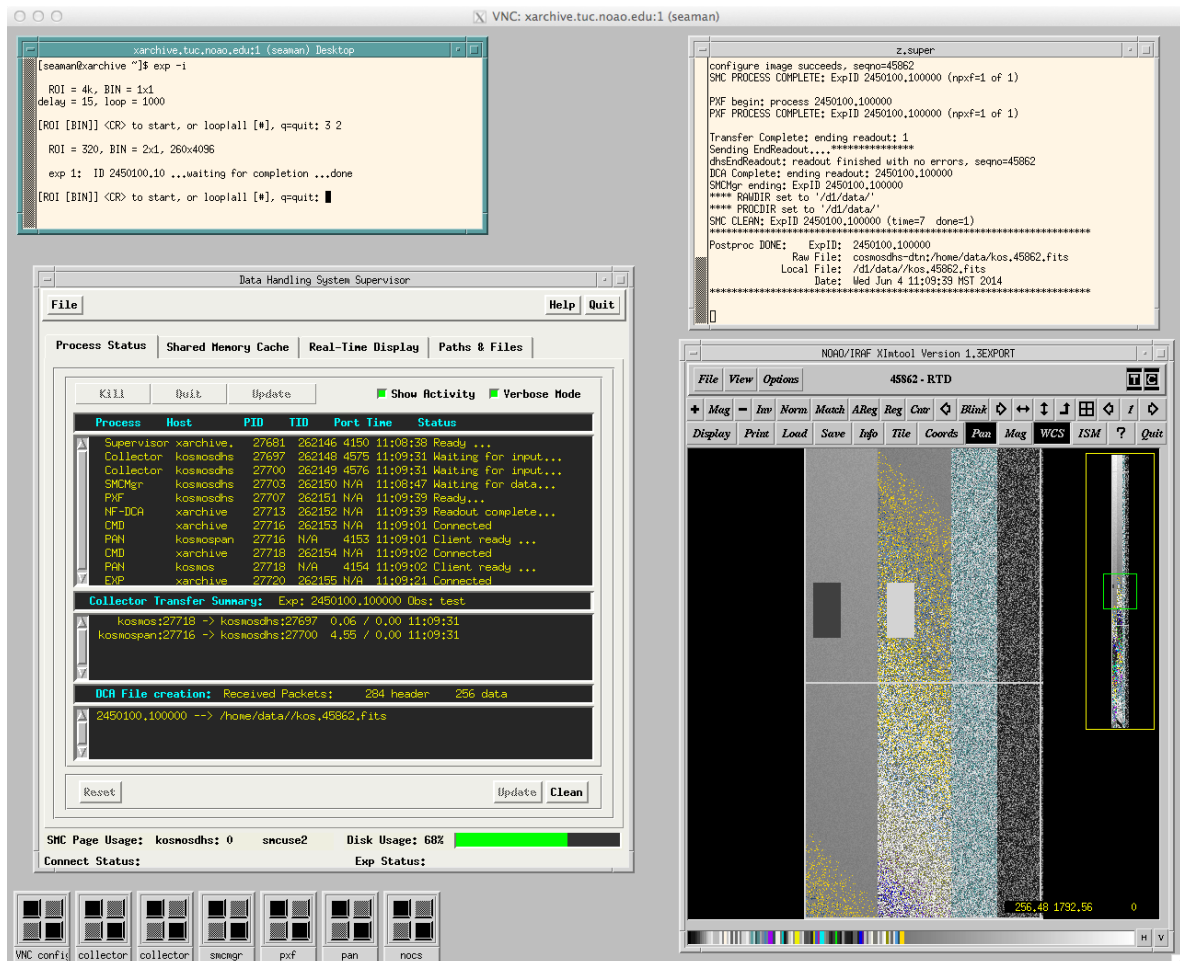 VNC: xarchive.tuc.noao.edu:1 (seaman)
xarchive.tuc.noao.edu:1 (seaman) Desktop
[seaman@xarchive ~]$ exp -i
ROI = 4k, BIN = 1x1
delay = 15, loop = 1000
[ROI [BIN]] <CR> to start, or loop|all [#], q=quit: 3 2
ROI = 320, BIN = 2x1, 260x4096
exp 1: ID 2450100.10 ...waiting for completion ...done
[ROI [BIN]] <CR> to start, or loop|all [#], q=quit:
z.super
configure image succeeds, seqno=45862
SMC PROCESS COMPLETE: ExpID 2450100.100000 (npxf=1 of 1)
PXF begin: process 2450100.100000
PXF PROCESS COMPLETE: ExpID 2450100.100000 (npxf=1 of 1)
Transfer Complete: ending readout: 1
Sending EndReadout....***************
dhsEndReadout: readout finished with no errors, seqno=45862
DCA Complete: ending readout: 2450100.100000
SMCMgr ending: ExpID 2450100.100000
**** RAWDIR set to '/d1/data/'
**** PROCDIR set to '/d1/data/'
SMC CLEAN: ExpID 2450100.100000 (time=7 done=1)
Postproc DONE: ExpID: 2450100.100000
Raw File: cosmosdhs-dtn:/home/data/kos.45862.fits
Local File: /d1/data//kos.45862.fits
Date: Wed Jun 4 11:09:39 MST 2014
Data Handling System Supervisor
File Help Quit
Process Status Shared Memory Cache Real-Time Display Paths & Files
Kill Quit Update Show Activity Verbose Mode
Process Host PID TID Port Time Status
Supervisor xarchive. 27681 262146 4150 11:08:38 Ready ...
Collector kosmosdhs 27697 262148 4575 11:09:31 Waiting for input...
Collector kosmosdhs 27700 262149 4576 11:09:31 Waiting for input...
SMCMgr kosmosdhs 27703 262150 N/A 11:08:47 Waiting for data...
PXF kosmosdhs 27707 262151 N/A 11:09:39 Ready...
NF-DCA xarchive 27713 262152 N/A 11:09:39 Readout complete...
CMD xarchive 27716 262153 N/A 11:09:01 Connected
PAN kosmospan 27716 N/A 4153 11:09:01 Client ready ...
CMD xarchive 27718 262154 N/A 11:09:02 Connected
PAN kosmos 27718 N/A 4154 11:09:02 Client ready ...
EXP xarchive 27720 262155 N/A 11:09:21 Connected
Collector Transfer Summary: Exp: 2450100.100000 Obs: test
kosmos:27718 -> kosmosdhs:27697 0.06 / 0.00 11:09:31
kosmospan:27716 -> kosmosdhs:27700 4.55 / 0.00 11:09:31
DCA File creation: Received Packets: 284 header 256 data
2450100.100000 --> /home/data//kos.45862.fits
Reset Update Clean
SMC Page Usage: kosmosdhs: 0 smcuse2 Disk Usage: 68%
Connect Status: Exp Status:
NOAO/IRAF XImtool Version 1.3EXPORT
File View Options 45862 - RTD T C
+ Mag - Inv Norm Match AReg Reg Cntr Blink 1
Display Print Load Save Info Tile Coords Pan Mag WCS ISM ? Quit
256.48 1792.56 0
H V
VNC config collector collector smcmgr pxf pan nocs